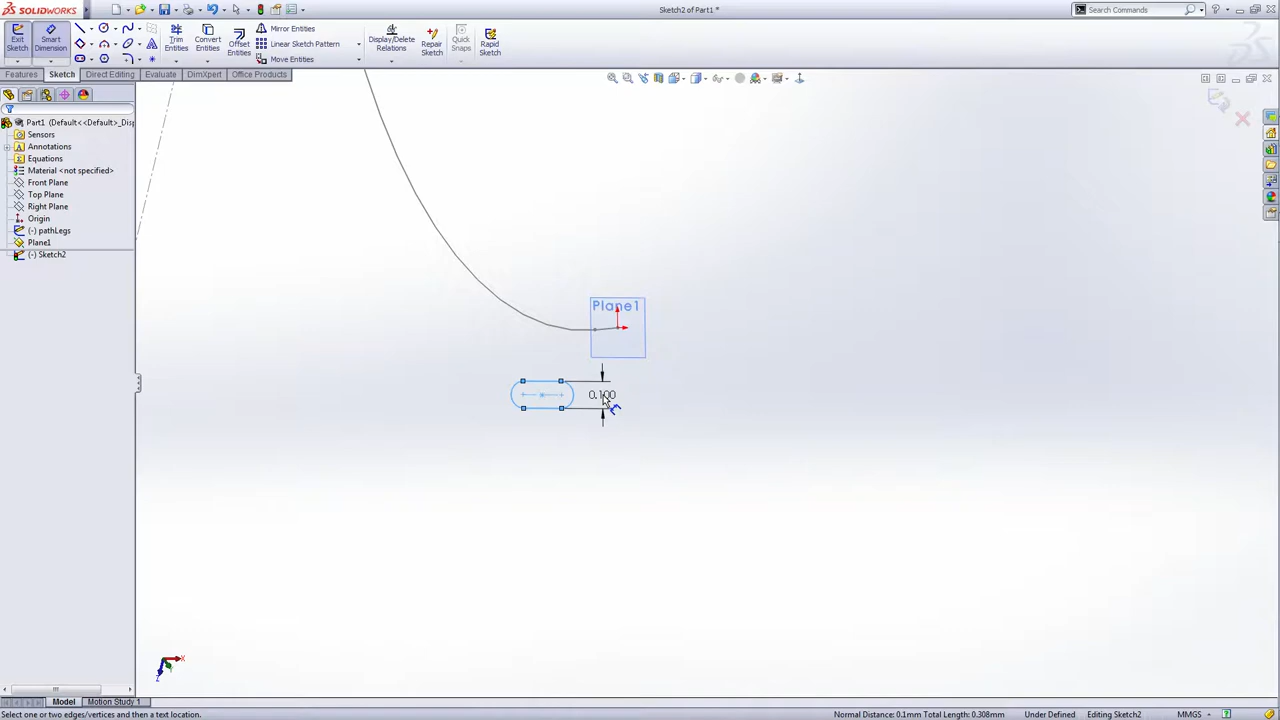 SOLIDWORKS
Sketch2 of Part1 *
Search Commands
Exit Sketch
Smart Dimension
Trim Entities
Convert Entities
Offset Entities
Mirror Entities
Linear Sketch Pattern
Move Entities
Display/Delete Relations
Repair Sketch
Quick Snaps
Rapid Sketch
Features
Sketch
Direct Editing
Evaluate
DimXpert
Office Products
Part1 (Default<<Default>_Disp
Sensors
Annotations
Equations
Material <not specified>
Front Plane
Top Plane
Right Plane
Origin
(-) pathLegs
Plane1
(-) Sketch2
Plane1
0.100
X
Z
Model
Motion Study 1
Select one or two edges/vertices and then a text location.
Normal Distance: 0.1mm Total Length: 0.308mm
Under Defined
Editing Sketch2
MMGS